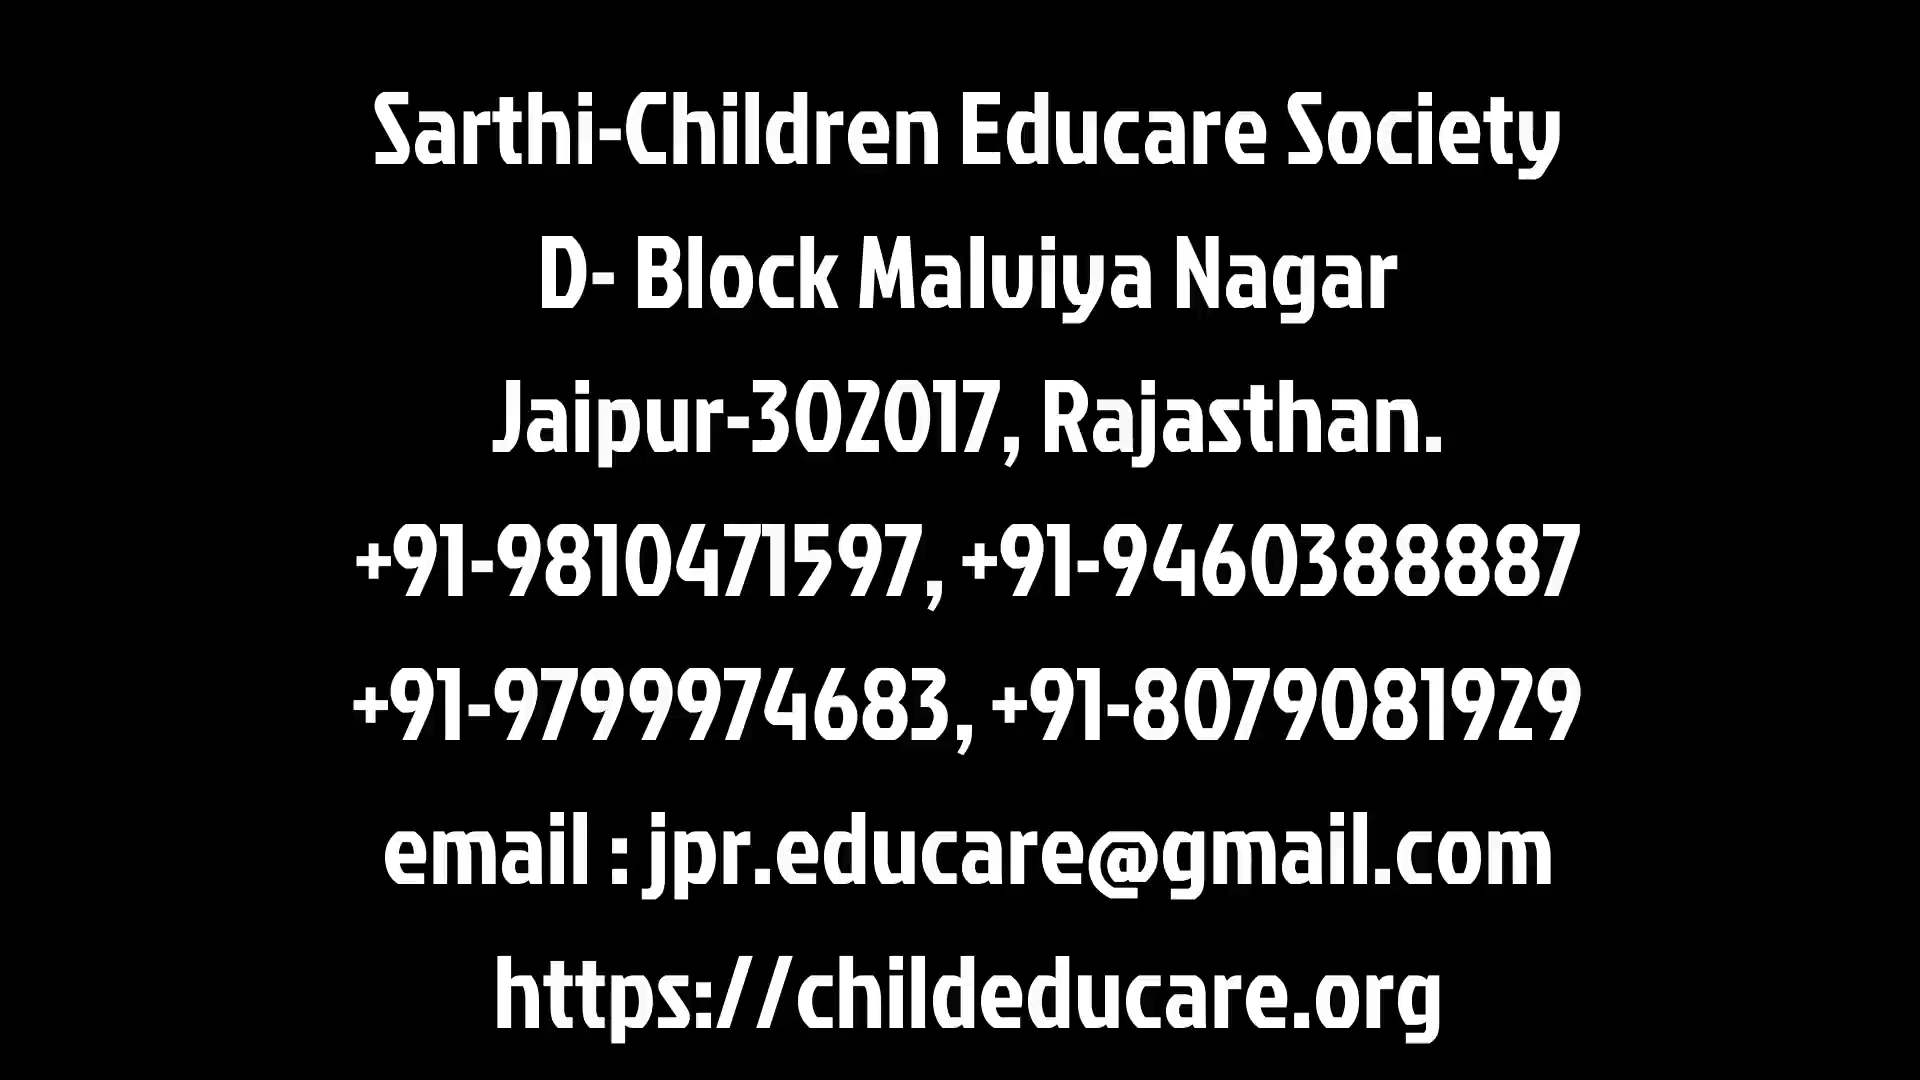 Sarthi-Children Educare Society
D- Block Malviya Nagar
Jaipur-302017, Rajasthan.
+91-9810471597, +91-9460388887
+91-9799974683, +91-8079081929
email : jpr.educare@gmail.com
https://childeducare.org